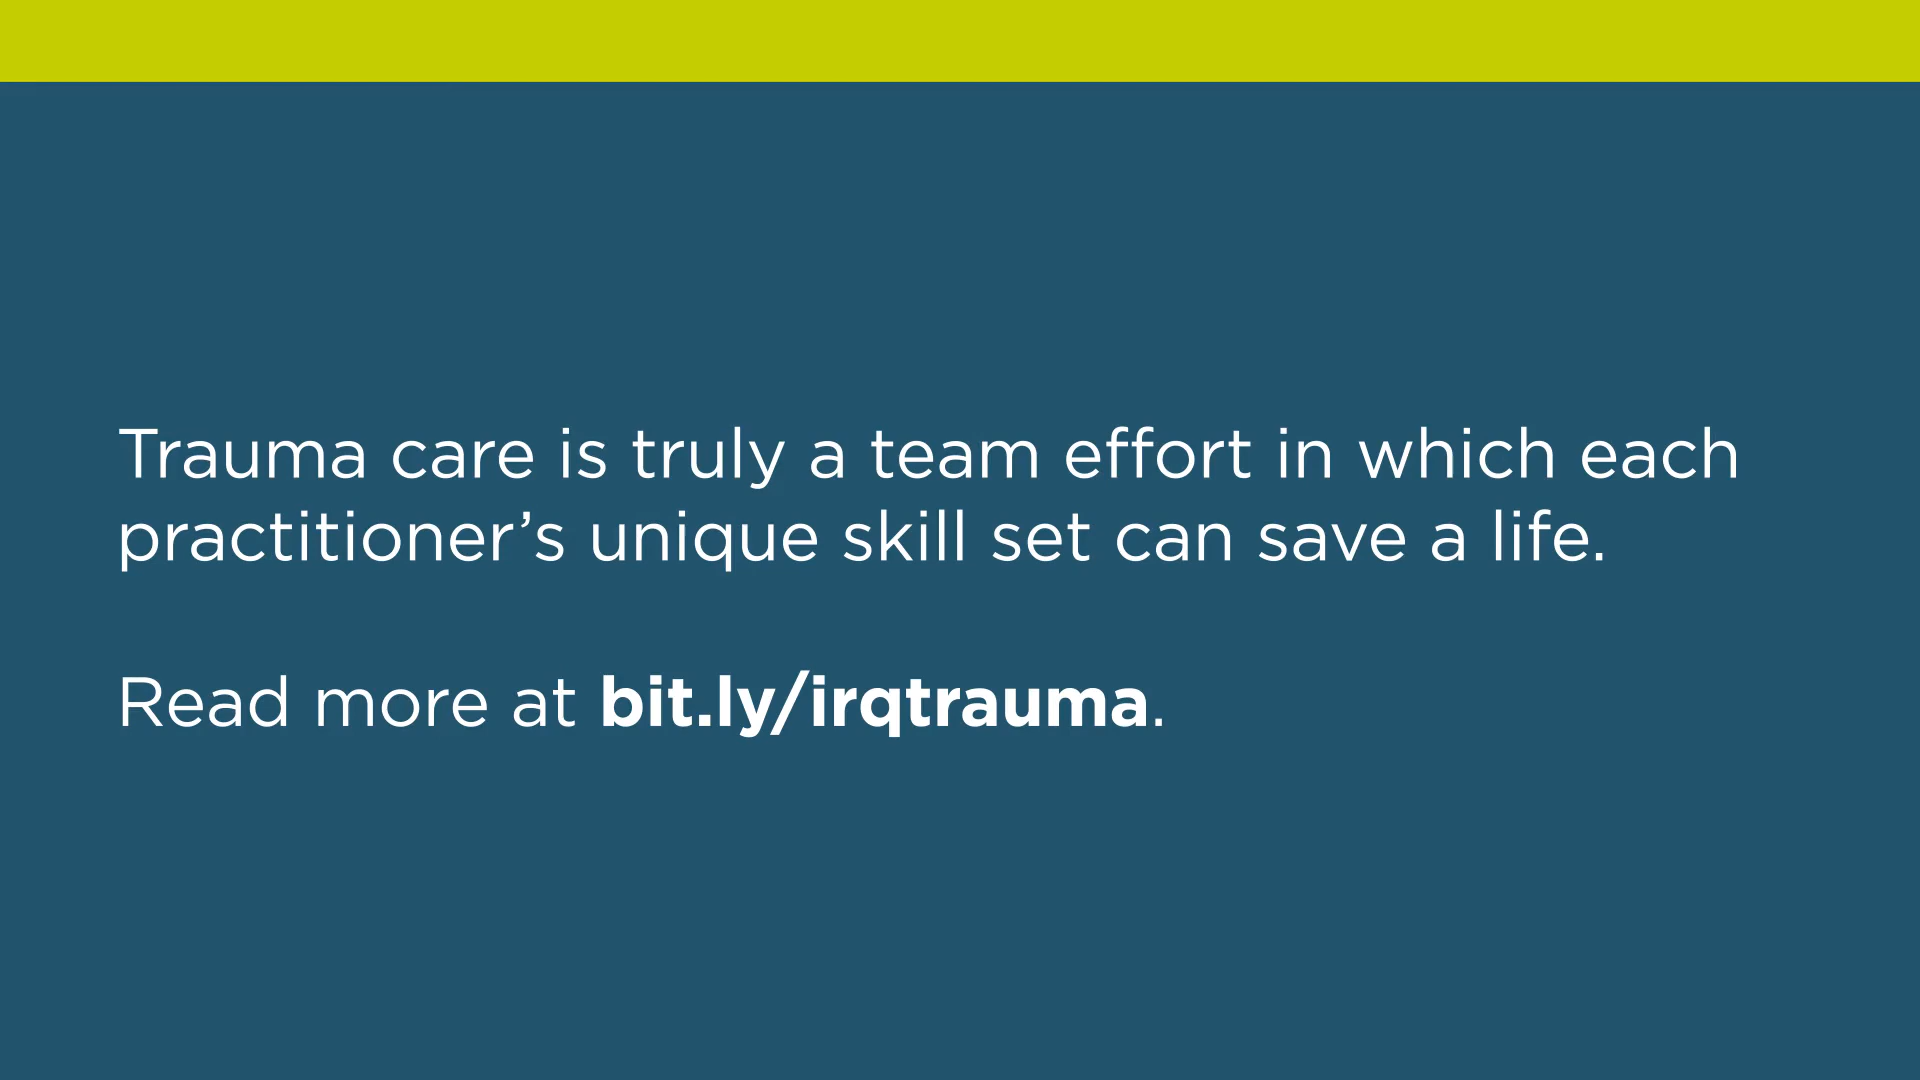 Trauma care is truly a team effort in which each
practitioner’s unique skill set can save a life.
Read more at bit.ly/irqtrauma.